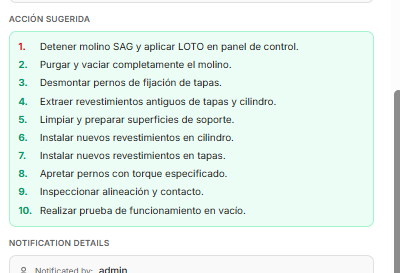 ACCIÓN SUGERIDA
1. Detener molino SAG y aplicar LOTO en panel de control.
2. Purgar y vaciar completamente el molino.
3. Desmontar pernos de fijación de tapas.
4. Extraer revestimientos antiguos de tapas y cilindro.
5. Limpiar y preparar superficies de soporte.
6. Instalar nuevos revestimientos en cilindro.
7. Instalar nuevos revestimientos en tapas.
8. Apretar pernos con torque especificado.
9. Inspeccionar alineación y contacto.
10. Realizar prueba de funcionamiento en vacío.
NOTIFICATION DETAILS
Notificated by: admin